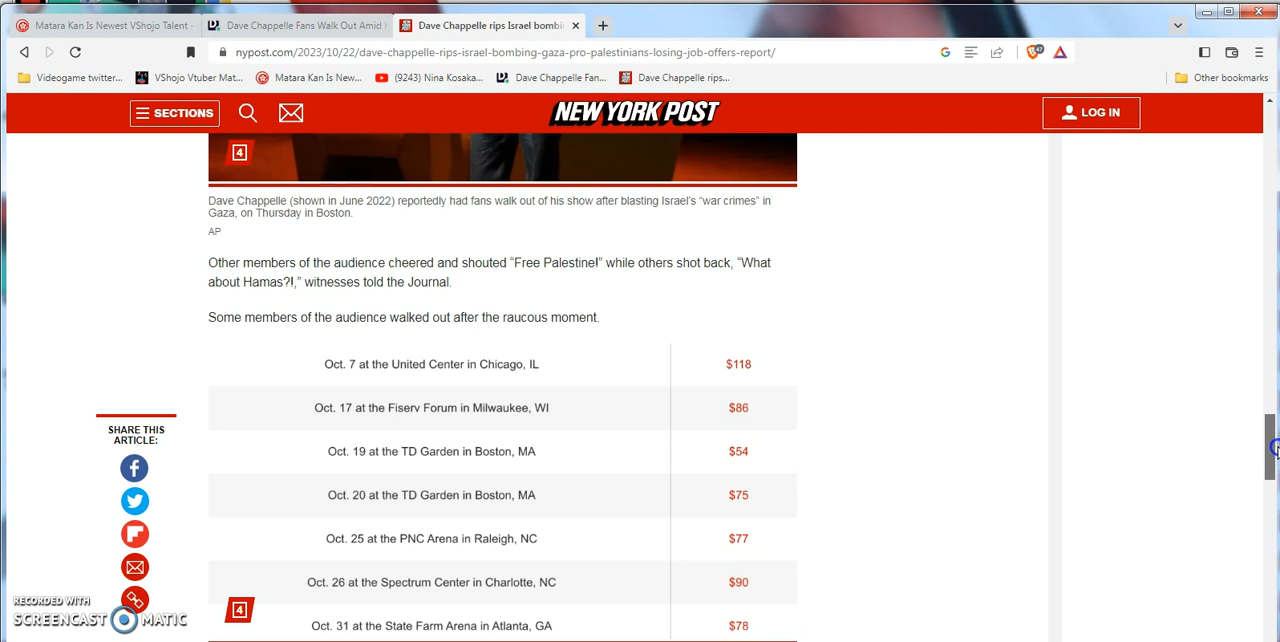 Matara Kan Is Newest VShojo Talent -
Dave Chappelle Fans Walk Out Amid
Dave Chappelle rips Israel bombi
nypost.com/2023/10/22/dave-chappelle-rips-israel-bombing-gaza-pro-palestinians-losing-job-offers-report/
47
Videogame twitter...
VShojo Vtuber Mat...
Matara Kan Is New...
(9243) Nina Kosaka...
Dave Chappelle Fan...
Dave Chappelle rips...
Other bookmarks
SECTIONS
NEW YORK POST
LOG IN
4
Dave Chappelle (shown in June 2022) reportedly had fans walk out of his show after blasting Israel's “war crimes” in
Gaza, on Thursday in Boston.
AP
Other members of the audience cheered and shouted “Free Palestine!” while others shot back, “What
about Hamas?!,” witnesses told the Journal.
Some members of the audience walked out after the raucous moment.
Oct. 7 at the United Center in Chicago, IL $118
Oct. 17 at the Fiserv Forum in Milwaukee, WI $86
Oct. 19 at the TD Garden in Boston, MA $54
Oct. 20 at the TD Garden in Boston, MA $75
Oct. 25 at the PNC Arena in Raleigh, NC $77
Oct. 26 at the Spectrum Center in Charlotte, NC $90
Oct. 31 at the State Farm Arena in Atlanta, GA $78
4
SHARE THIS
ARTICLE:
RECORDED WITH
SCREENCAST MATIC